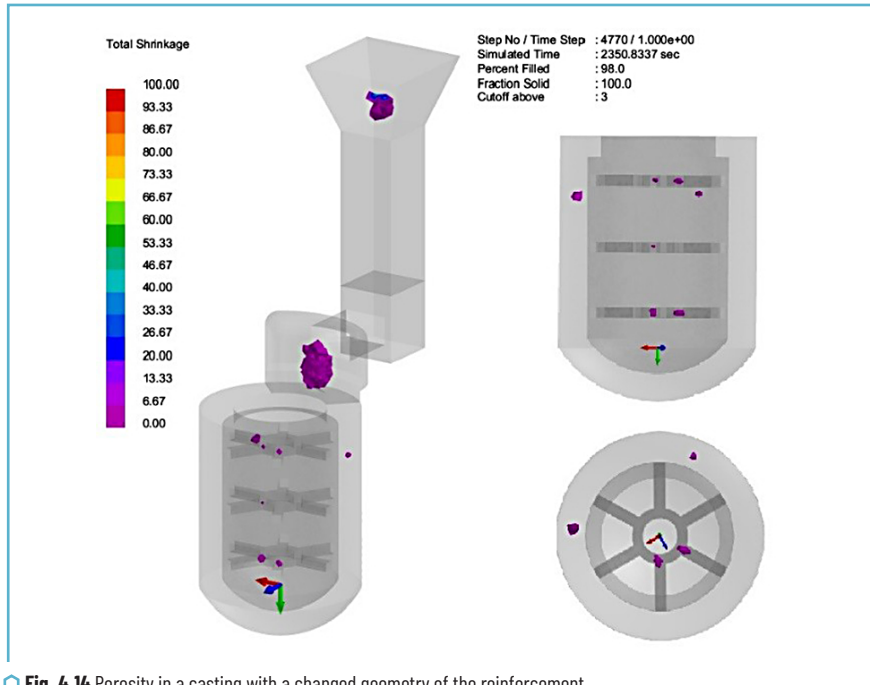 Total Shrinkage
100.00
93.33
86.67
80.00
73.33
66.67
60.00
53.33
46.67
40.00
33.33
26.67
20.00
13.33
6.67
0.00
Step No / Time Step : 4770 / 1.000e+00
Simulated Time : 2350.8337 sec
Percent Filled : 98.0
Fraction Solid : 100.0
Cutoff above : 3
Fig. 4.14 Porosity in a casting with a changed geometry of the reinforcement